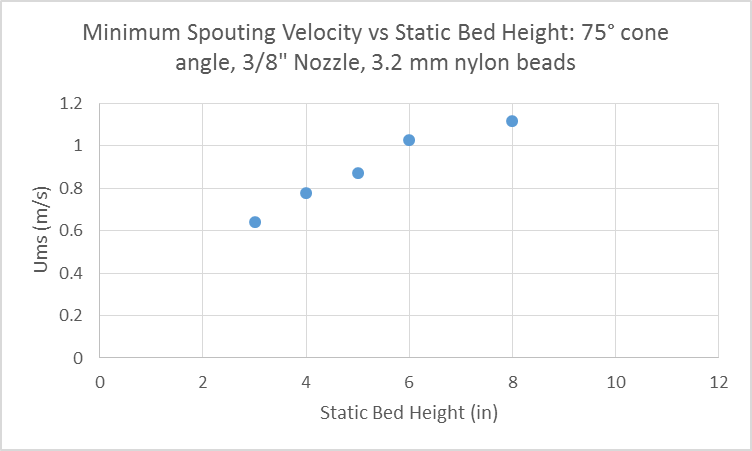 Minimum Spouting Velocity vs Static Bed Height: 75° cone
angle, 3/8" Nozzle, 3.2 mm nylon beads
1.2
1
0.8
0.6
0.4
0.2
0
Ums (m/s)
0 2 4 6 8 10 12
Static Bed Height (in)